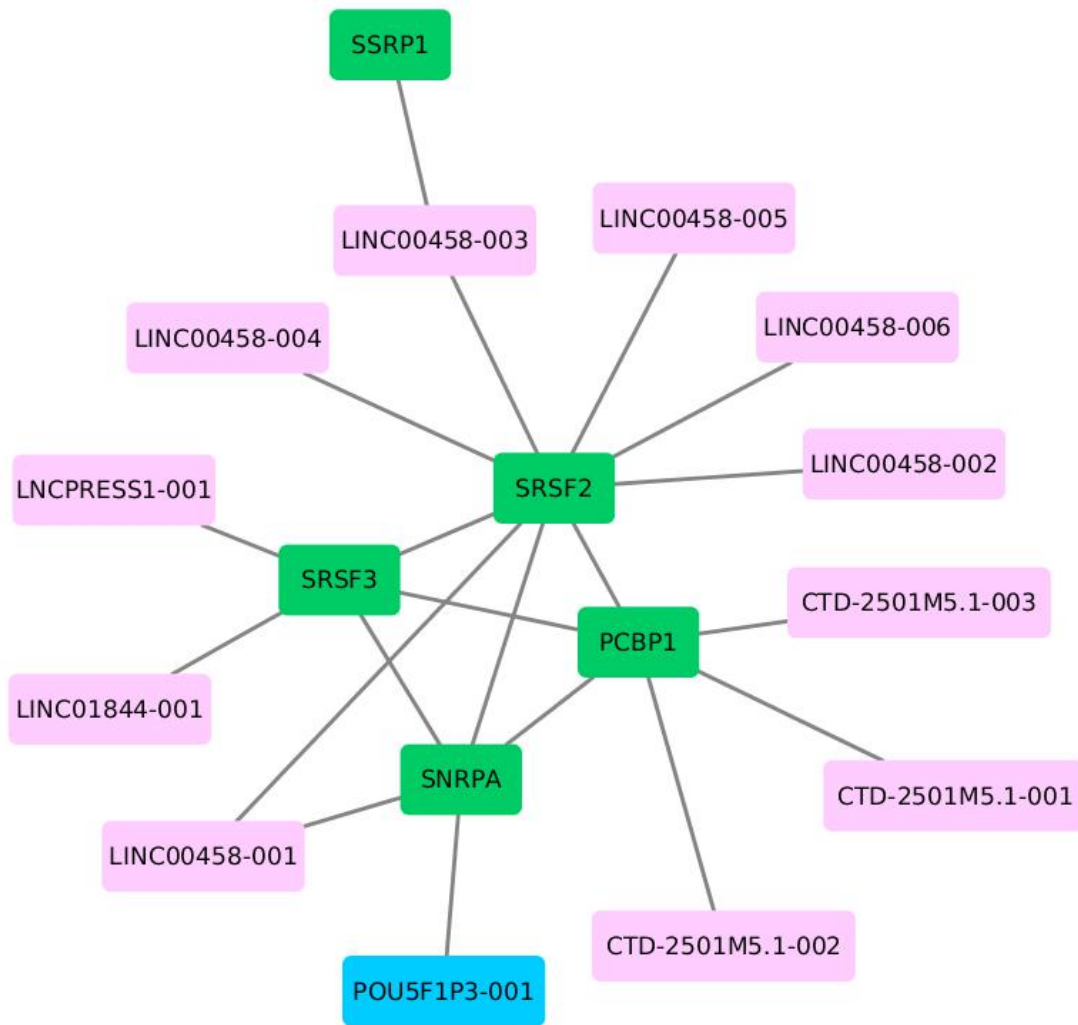 SSRP1
LINC00458-005
LINC00458-003
LINC00458-006
LINC00458-004
LINC00458-002
LNCPRESS1-001
SRSF2
SRSF3
CTD-2501M5.1-003
PCBP1
LINC01844-001
SNRPA
CTD-2501M5.1-001
LINC00458-001
CTD-2501M5.1-002
POU5F1P3-001